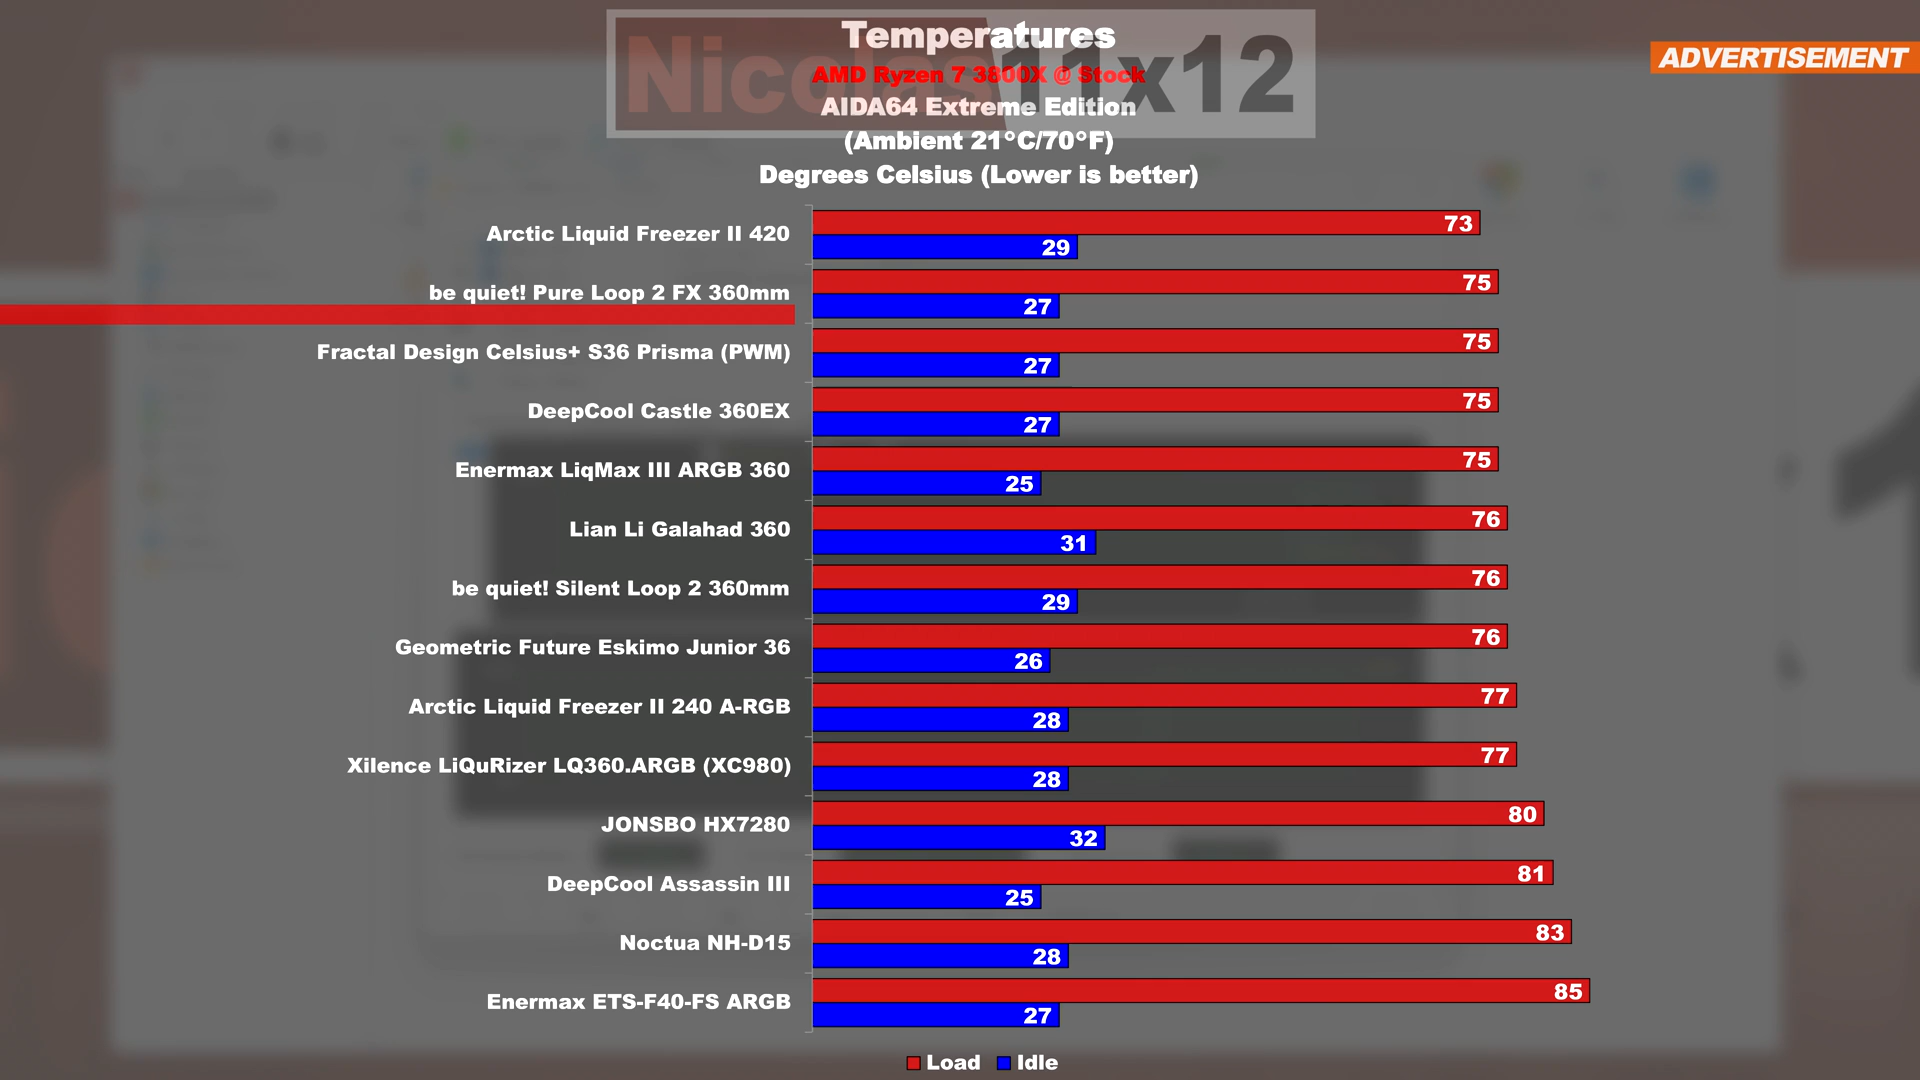 Temperatures
Nicolas11x12
AMD Ryzen 7 3800X @ Stock
AIDA64 Extreme Edition
(Ambient 21°C/70°F)
Degrees Celsius (Lower is better)
ADVERTISEMENT
Arctic Liquid Freezer II 420
73
29
be quiet! Pure Loop 2 FX 360mm
75
27
Fractal Design Celsius+ S36 Prisma (PWM)
75
27
DeepCool Castle 360EX
75
27
Enermax LiqMax III ARGB 360
75
25
Lian Li Galahad 360
76
31
be quiet! Silent Loop 2 360mm
76
29
Geometric Future Eskimo Junior 36
76
26
Arctic Liquid Freezer II 240 A-RGB
77
28
Xilence LiQuRizer LQ360.ARGB (XC980)
77
28
JONSBO HX7280
80
32
DeepCool Assassin III
81
25
Noctua NH-D15
83
28
Enermax ETS-F40-FS ARGB
85
27
Load Idle